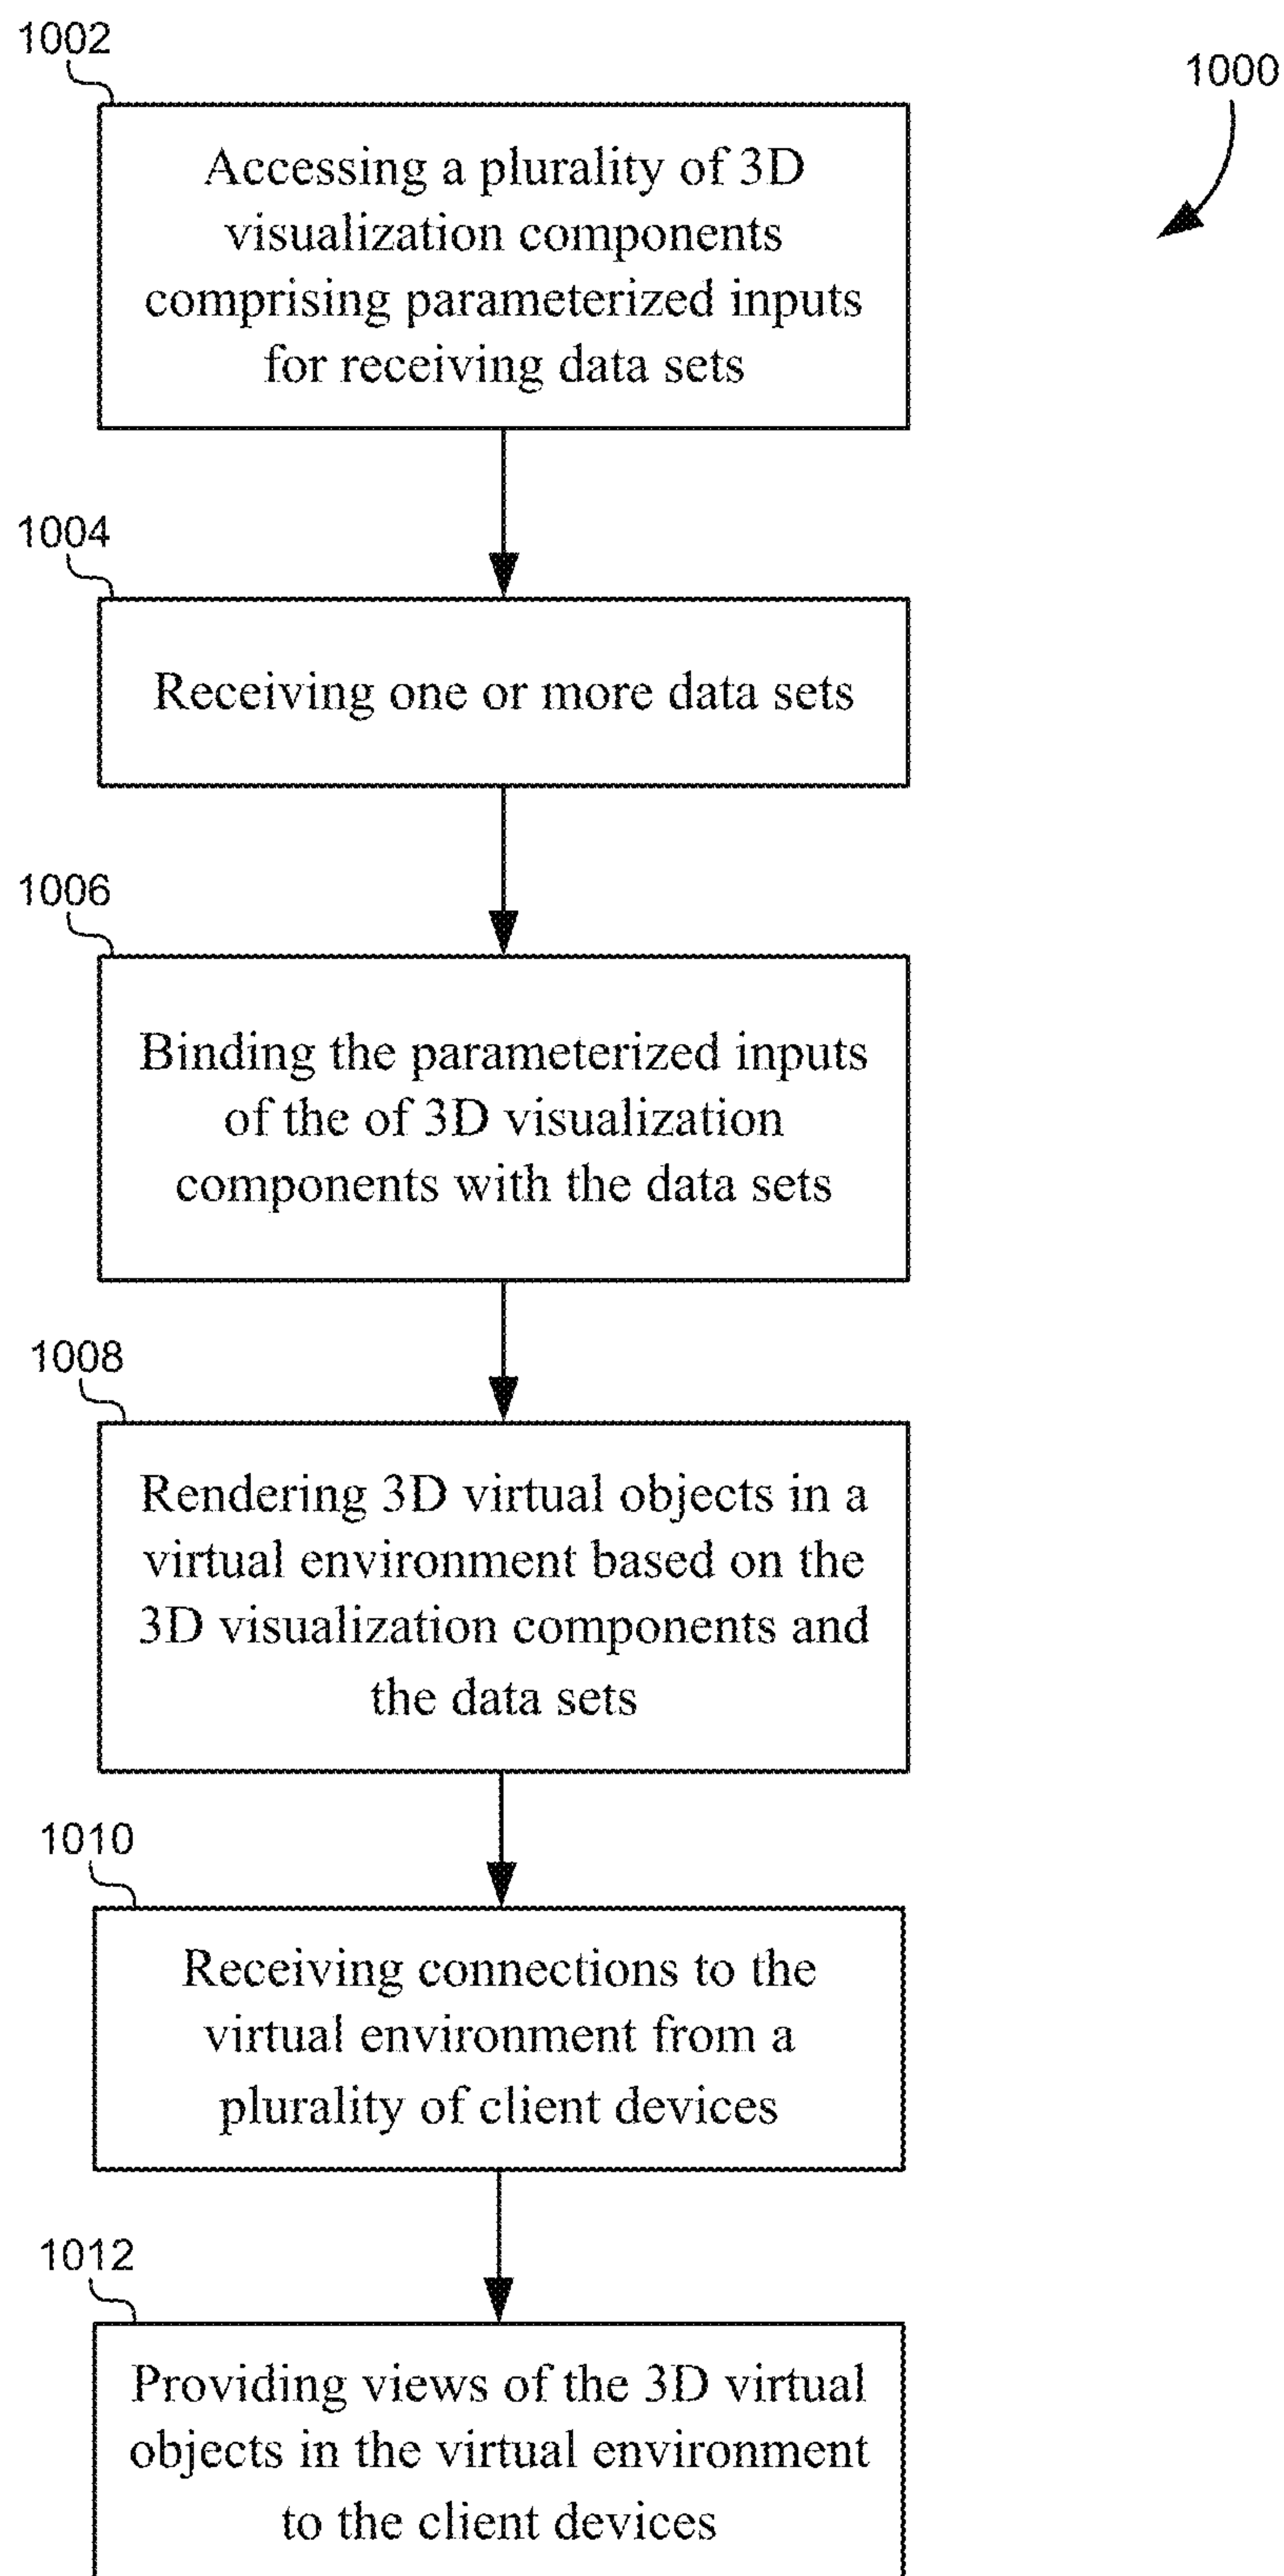 1002
1000
Accessing a plurality of 3D
visualization components
comprising parameterized inputs
for receiving data sets
1004
Receiving one or more data sets
1006
Binding the parameterized inputs
of the of 3D visualization
components with the data sets
1008
Rendering 3D virtual objects in a
virtual environment based on the
3D visualization components and
the data sets
1010
Receiving connections to the
virtual environment from a
plurality of client devices
1012
Providing views of the 3D virtual
objects in the virtual environment
to the client devices